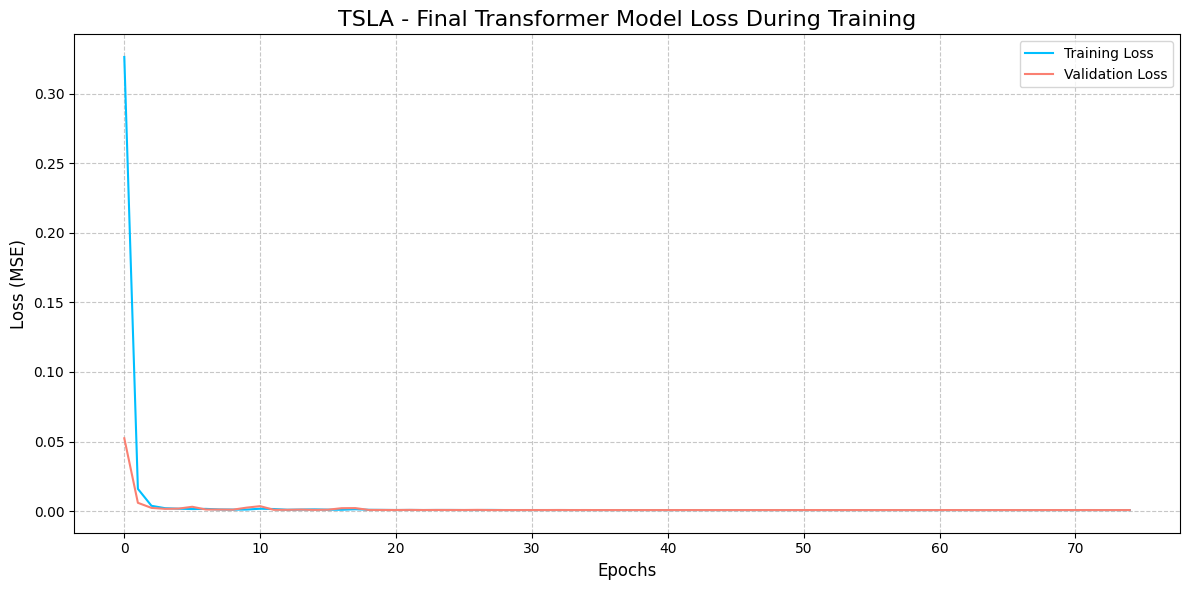 TSLA - Final Transformer Model Loss During Training
Training Loss
Validation Loss
Loss (MSE)
0.30
0.25
0.20
0.15
0.10
0.05
0.00
0 10 20 30 40 50 60 70
Epochs